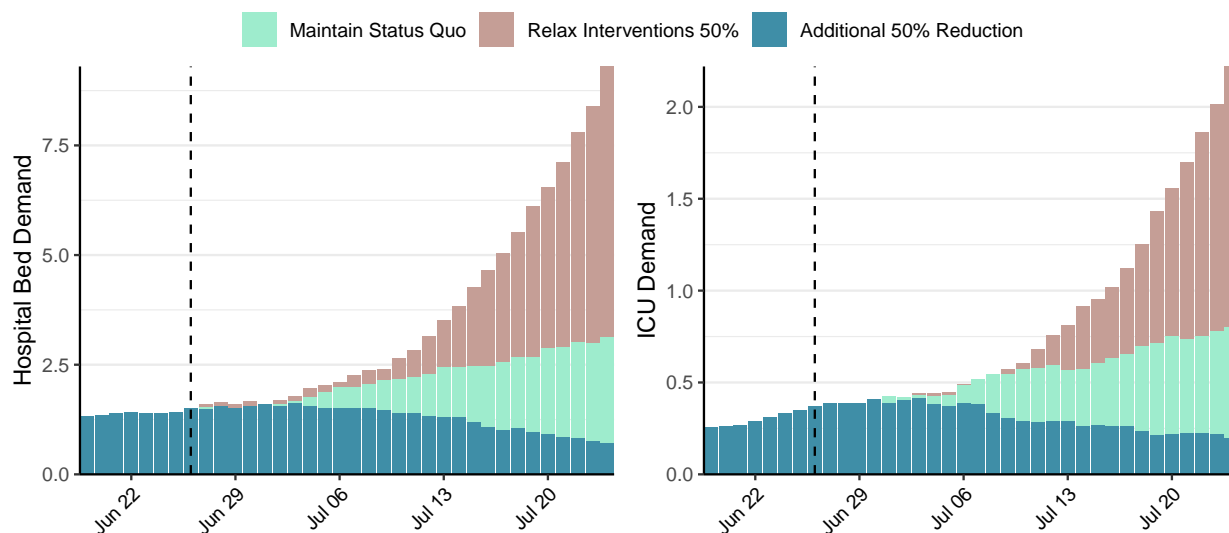 Maintain Status Quo Relax Interventions 50% Additional 50% Reduction
Hospital Bed Demand
7.5
5.0
2.5
0.0
Jun 22 Jun 29 Jul 06 Jul 13 Jul 20
ICU Demand
2.0
1.5
1.0
0.5
0.0
Jun 22 Jun 29 Jul 06 Jul 13 Jul 20